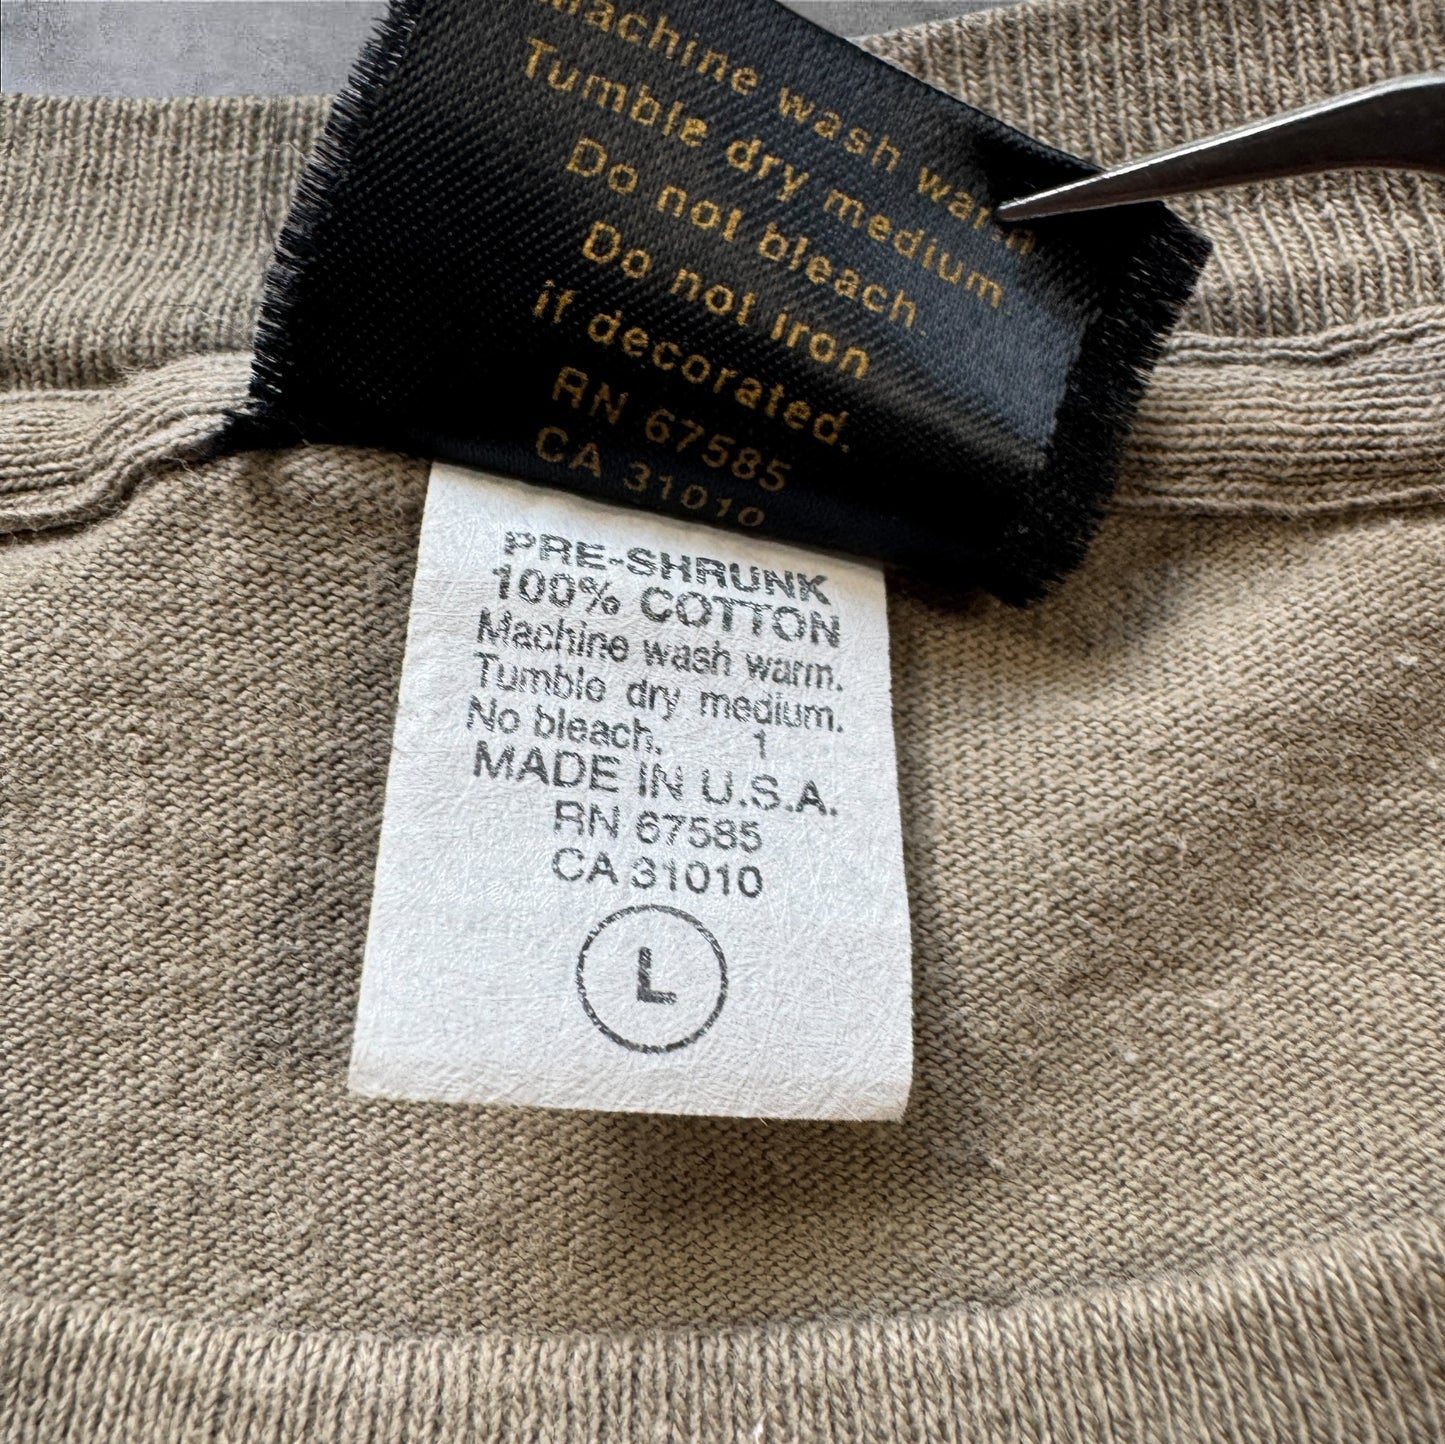 Machine wash warm
Tumble dry medium.
Do not bleach.
Do not iron
if decorated.
RN 67585
CA 31010
PRE-SHRUNK
100% COTTON
Machine wash warm.
Tumble dry medium.
No bleach. 1
MADE IN U.S.A.
RN 67585
CA 31010
L